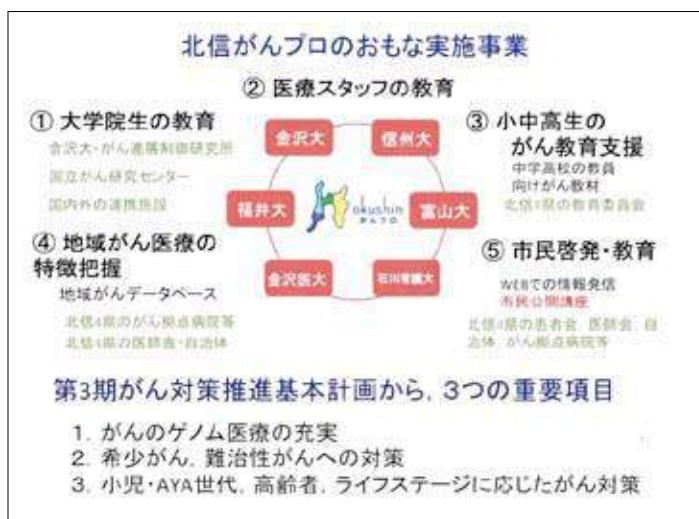 北信がんプロのおもな実施事業
② 医療スタッフの教育
① 大学院生の教育
金沢大・がん進展制御研究所
国立がん研究センター
国内外の連携施設
③ 小中高生の
がん教育支援
中学高校の教員
向けがん教材
北信4県の教育委員会
金沢大
信州大
福井大
富山大
金沢医大
石川看護大
Hokushin
がんプロ
④ 地域がん医療の
特徴把握
地域がんデータベース
北信4県のがん拠点病院等
北信4県の医師会・自治体
⑤ 市民啓発・教育
WEBでの情報発信
市民公開講座
北信4県の患者会、医師会、自
治体、がん拠点病院等
第3期がん対策推進基本計画から，3つの重要項目
1．がんのゲノム医療の充実
2．希少がん，難治性がんへの対策
3．小児・AYA世代，高齢者，ライフステージに応じたがん対策